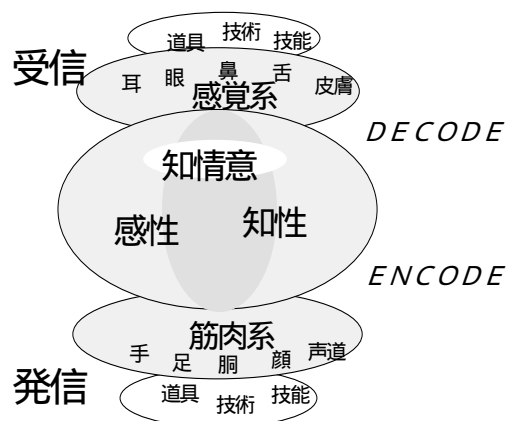 道具 技術 技能
受信
耳 眼 鼻 舌 皮膚
感覚系
DECODE
知情意
感性 知性
ENCODE
筋肉系
手 足 胴 顔 声道
発信
道具 技術 技能